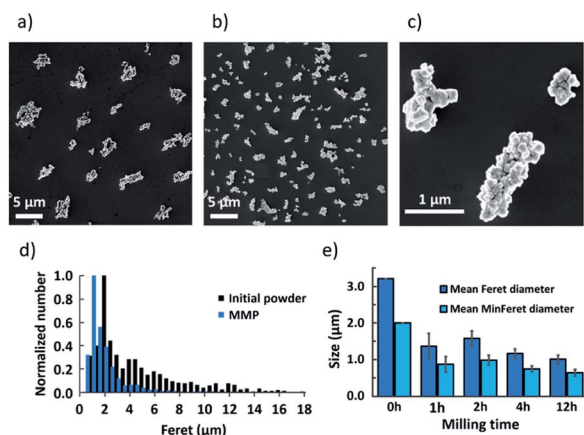 a)
b)
c)
5 µm
5 µm
1 µm
d)
e)
Normalized number
1.0
0.8
0.6
0.4
0.2
0.0
Initial powder
MMP
0 2 4 6 8 10 12 14 16 18
Feret (µm)
Size (µm)
3.0
2.0
1.0
0.0
Mean Feret diameter
Mean MinFeret diameter
0h 1h 2h 4h 12h
Milling time